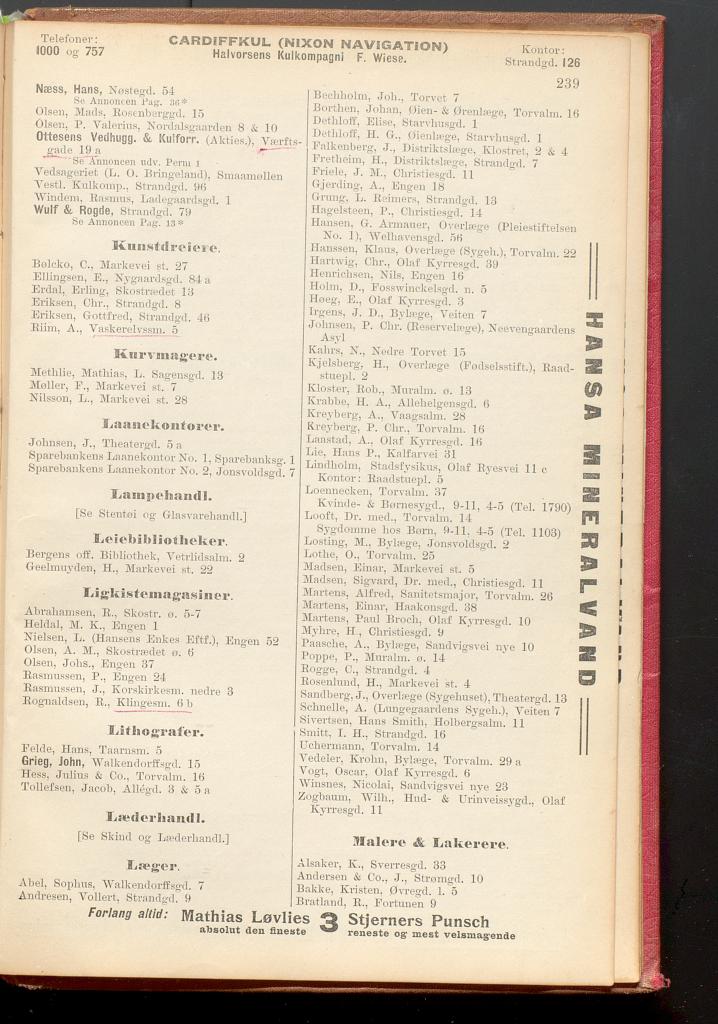 Telefoner:
1000 og 757
CARDIFFKUL (NIXON NAVIGATION)
Halvorsens Kulkompagni F. Wiese.
Kontor:
Strandgd. 126
239
Næss, Hans, Nøstegd. 54
Se Annoncen Pag. 36*
Olsen, Mads, Rosenberggd. 15
Olsen, P. Valerius, Nordalsgaarden 8 & 10
Ottesens Vedhugg. & Kulforr. (Akties.), Værfts-
gade 19 a
Se Annoncen udv. Perm 1
Vedsageriet (L. O. Bringeland), Smaamøllen
Vestl. Kulkomp., Strandgd. 96
Windem, Rasmus, Ladegaardsgd. 1
Wulf & Rogde, Strandgd. 79
Se Annoncen Pag. 13*
Kunstdreiere.
Bølcko, C., Markevei st. 27
Ellingsen, E., Nygaardsgd. 84 a
Erdal, Erling, Skostrædet 13
Eriksen, Chr., Strandgd. 8
Eriksen, Gottfred, Strandgd. 46
Riim, A., Vaskerelvssm. 5
Kurvmagere.
Methlie, Mathias, L. Sagensgd. 13
Møller, F., Markevei st. 7
Nilsson, L., Markevei st. 28
Laanekontorer.
Johnsen, J., Theatergd. 5 a
Sparebankens Laanekontor No. 1, Sparebanksg. 1
Sparebankens Laanekontor No. 2, Jonsvoldsgd. 7
Lampehandl.
[Se Stentøi og Glasvarehandl.]
Leiebibliotheker.
Bergens off. Bibliothek, Vetrlidsalm. 2
Geelmuyden, H., Markevei st. 22
Ligkistemagasiner.
Abrahamsen, R., Skostr. ø. 5-7
Heldal, M. K., Engen 1
Nielsen, L. (Hansens Enkes Eftf.), Engen 52
Olsen, A. M., Skostrædet ø. 6
Olsen, Johs., Engen 37
Rasmussen, P., Engen 24
Rasmussen, J., Korskirkesm. nedre 3
Rognaldsen, R., Klingesm. 6 b
Lithografer.
Felde, Hans, Taarnsm. 5
Grieg, John, Walkendorffsgd. 15
Hess, Julius & Co., Torvalm. 16
Tollefsen, Jacob, Allégd. 3 & 5 a
Læderhandl.
[Se Skind og Læderhandl.]
Læger.
Abel, Sophus, Walkendorffsgd. 7
Andresen, Vollert, Strandgd. 9
Bechholm, Joh., Torvet 7
Borthen, Johan, Øien- & Ørenlæge, Torvalm. 16
Dethloff, Elise, Starvhusgd. 1
Dethloff, H. G., Øienlæge, Starvhusgd. 1
Falkenberg, J., Distriktslæge, Klostret, 2 & 4
Fretheim, H., Distriktslæge, Strandgd. 7
Friele, J. M., Christiesgd. 11
Gjerding, A., Engen 18
Grung, L. Reimers, Strandgd. 13
Hagelsteen, P., Christiesgd. 14
Hansen, G. Armauer, Overlæge (Pleiestiftelsen
No. 1), Welhavensgd. 56
Hanssen, Klaus, Overlæge (Sygeh.), Torvalm. 22
Hartwig, Chr., Olaf Kyrresgd. 39
Henrichsen, Nils, Engen 16
Holm, D., Fosswinckelsgd. n. 5
Høeg, E., Olaf Kyrresgd. 3
Irgens, J. D., Bylæge, Veiten 7
Johnsen, P. Chr. (Reservelæge), Neevengaardens
Asyl
Kahrs, N., Nedre Torvet 15
Kjelsberg, H., Overlæge (Fødselsstift.), Raad-
stuepl. 2
Kloster, Rob., Muralm. ø. 13
Krabbe, H. A., Allehelgensgd. 6
Kreyberg, A., Vaagsalm. 28
Kreyberg, P. Chr., Torvalm. 16
Laastad, A., Olaf Kyrresgd. 16
Lie, Hans P., Kalfarvei 31
Lindholm, Stadsfysikus, Olaf Ryesvei 11 c
Kontor: Raadstuepl. 5
Loennecken, Torvalm. 37
Kvinde- & Børnesygd., 9-11, 4-5 (Tel. 1790)
Looft, Dr. med., Torvalm. 14
Sygdomme hos Børn, 9-11, 4-5 (Tel. 1103)
Losting, M., Bylæge, Jonsvoldsgd. 2
Lothe, O., Torvalm. 25
Madsen, Einar, Markevei st. 5
Madsen, Sigvard, Dr. med., Christiesgd. 11
Martens, Alfred, Sanitetsmajor, Torvalm. 26
Martens, Einar, Haakonsgd. 38
Martens, Paul Broch, Olaf Kyrresgd. 10
Myhre, H., Christiesgd. 9
Paasche, A., Bylæge, Sandvigsvei nye 10
Poppe, P., Muralm. ø. 14
Rogge, C., Strandgd. 4
Rosenlund, H., Markevei st. 4
Sandberg, J., Overlæge (Sygehuset), Theatergd. 13
Schnelle, A. (Lungegaardens Sygeh.), Veiten 7
Sivertsen, Hans Smith, Holbergsalm. 11
Smitt, I. H., Strandgd. 16
Uchermann, Torvalm. 14
Vedeler, Krohn, Bylæge, Torvalm. 29 a
Vogt, Oscar, Olaf Kyrresgd. 6
Winsnes, Nicolai, Sandvigsvei nye 23
Zogbaum, Wilh., Hud- & Urinveissygd., Olaf
Kyrresgd. 11
Malere & Lakerere.
Alsaker, K., Sverresgd. 33
Andersen & Co., J., Strømgd. 10
Bakke, Kristen, Øvregd. l. 5
Bratland, R., Fortunen 9
HANSA MINERALVAND
Forlang altid: Mathias Løvlies 3 Stjerners Punsch
absolut den fineste reneste og mest velsmagende